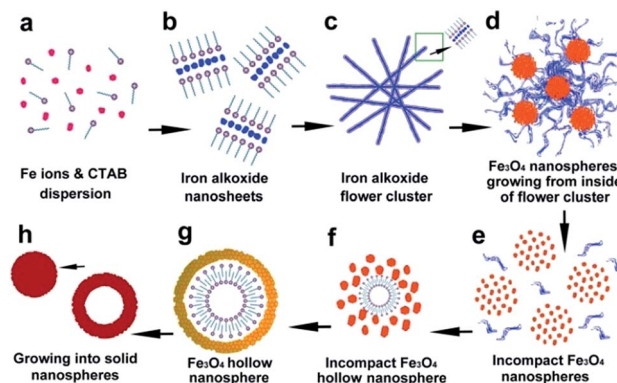 a
Fe ions & CTAB
dispersion
b
Iron alkoxide
nanosheets
c
Iron alkoxide
flower cluster
d
Fe₃O₄ nanospheres
growing from inside
of flower cluster
h
Growing into solid
nanospheres
g
Fe₃O₄ hollow
nanosphere
f
Incompact Fe₃O₄
hollow nanosphere
e
Incompact Fe₃O₄
nanospheres